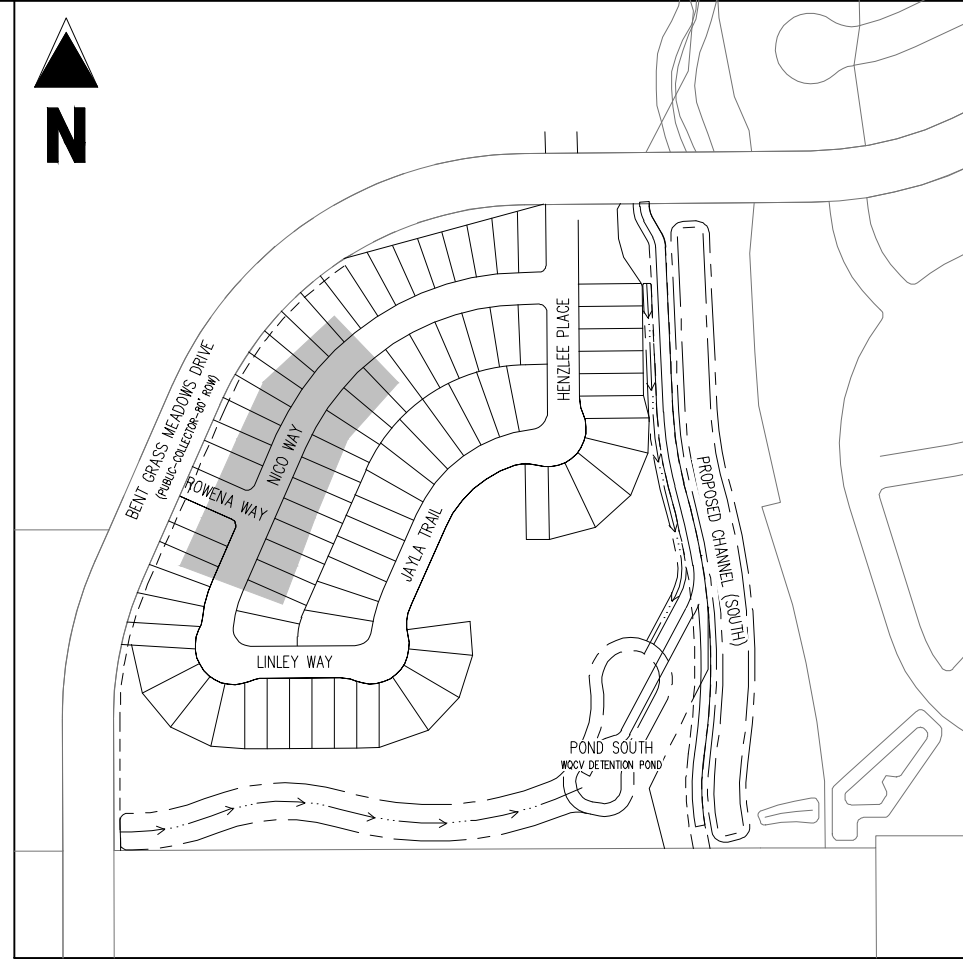 N
BENT GRASS MEADOWS DRIVE
(PUBLIC-COLLECTOR-80' ROW)
HENZLEE PLACE
NICO WAY
ROWENA WAY
JAYLA TRAIL
LINLEY WAY
PROPOSED CHANNEL (SOUTH)
POND SOUTH
WQCV DETENTION POND